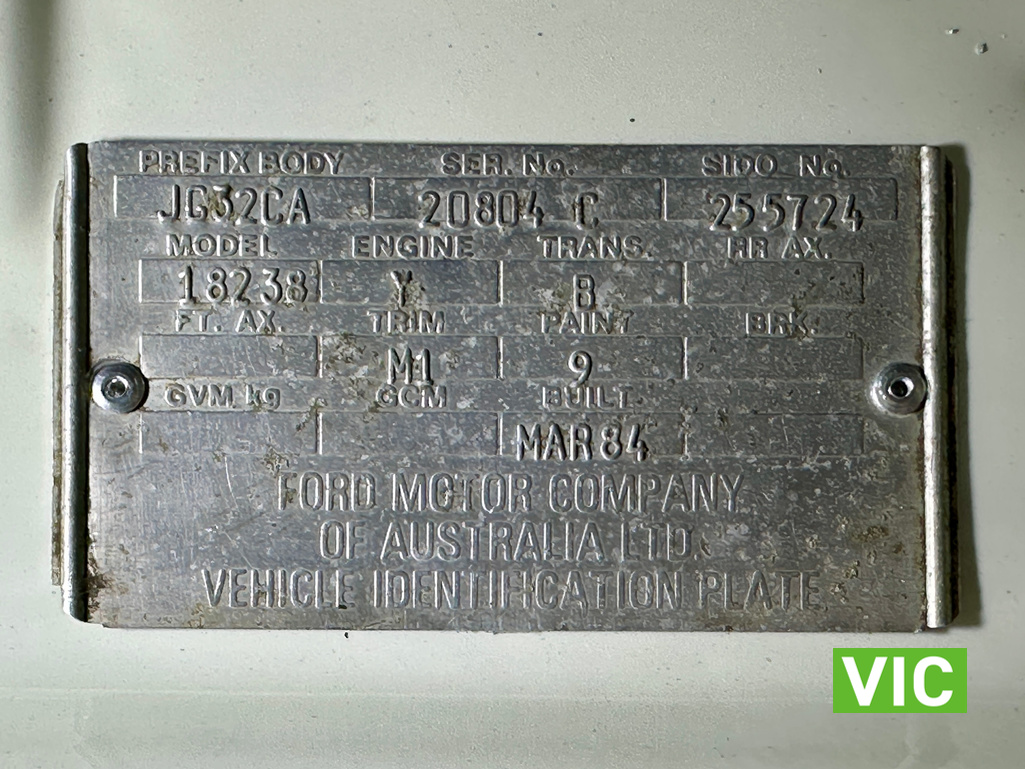 PREFIX BODY SER. No. SIDO No.
JG32CA 20804 C 255724
MODEL ENGINE TRANS. RR AX.
18238 Y B
FT. AX. TRIM PAINT BRK.
M1 9
GVM kg GCM BUILT
MAR 84
FORD MOTOR COMPANY
OF AUSTRALIA LTD.
VEHICLE IDENTIFICATION PLATE
VIC